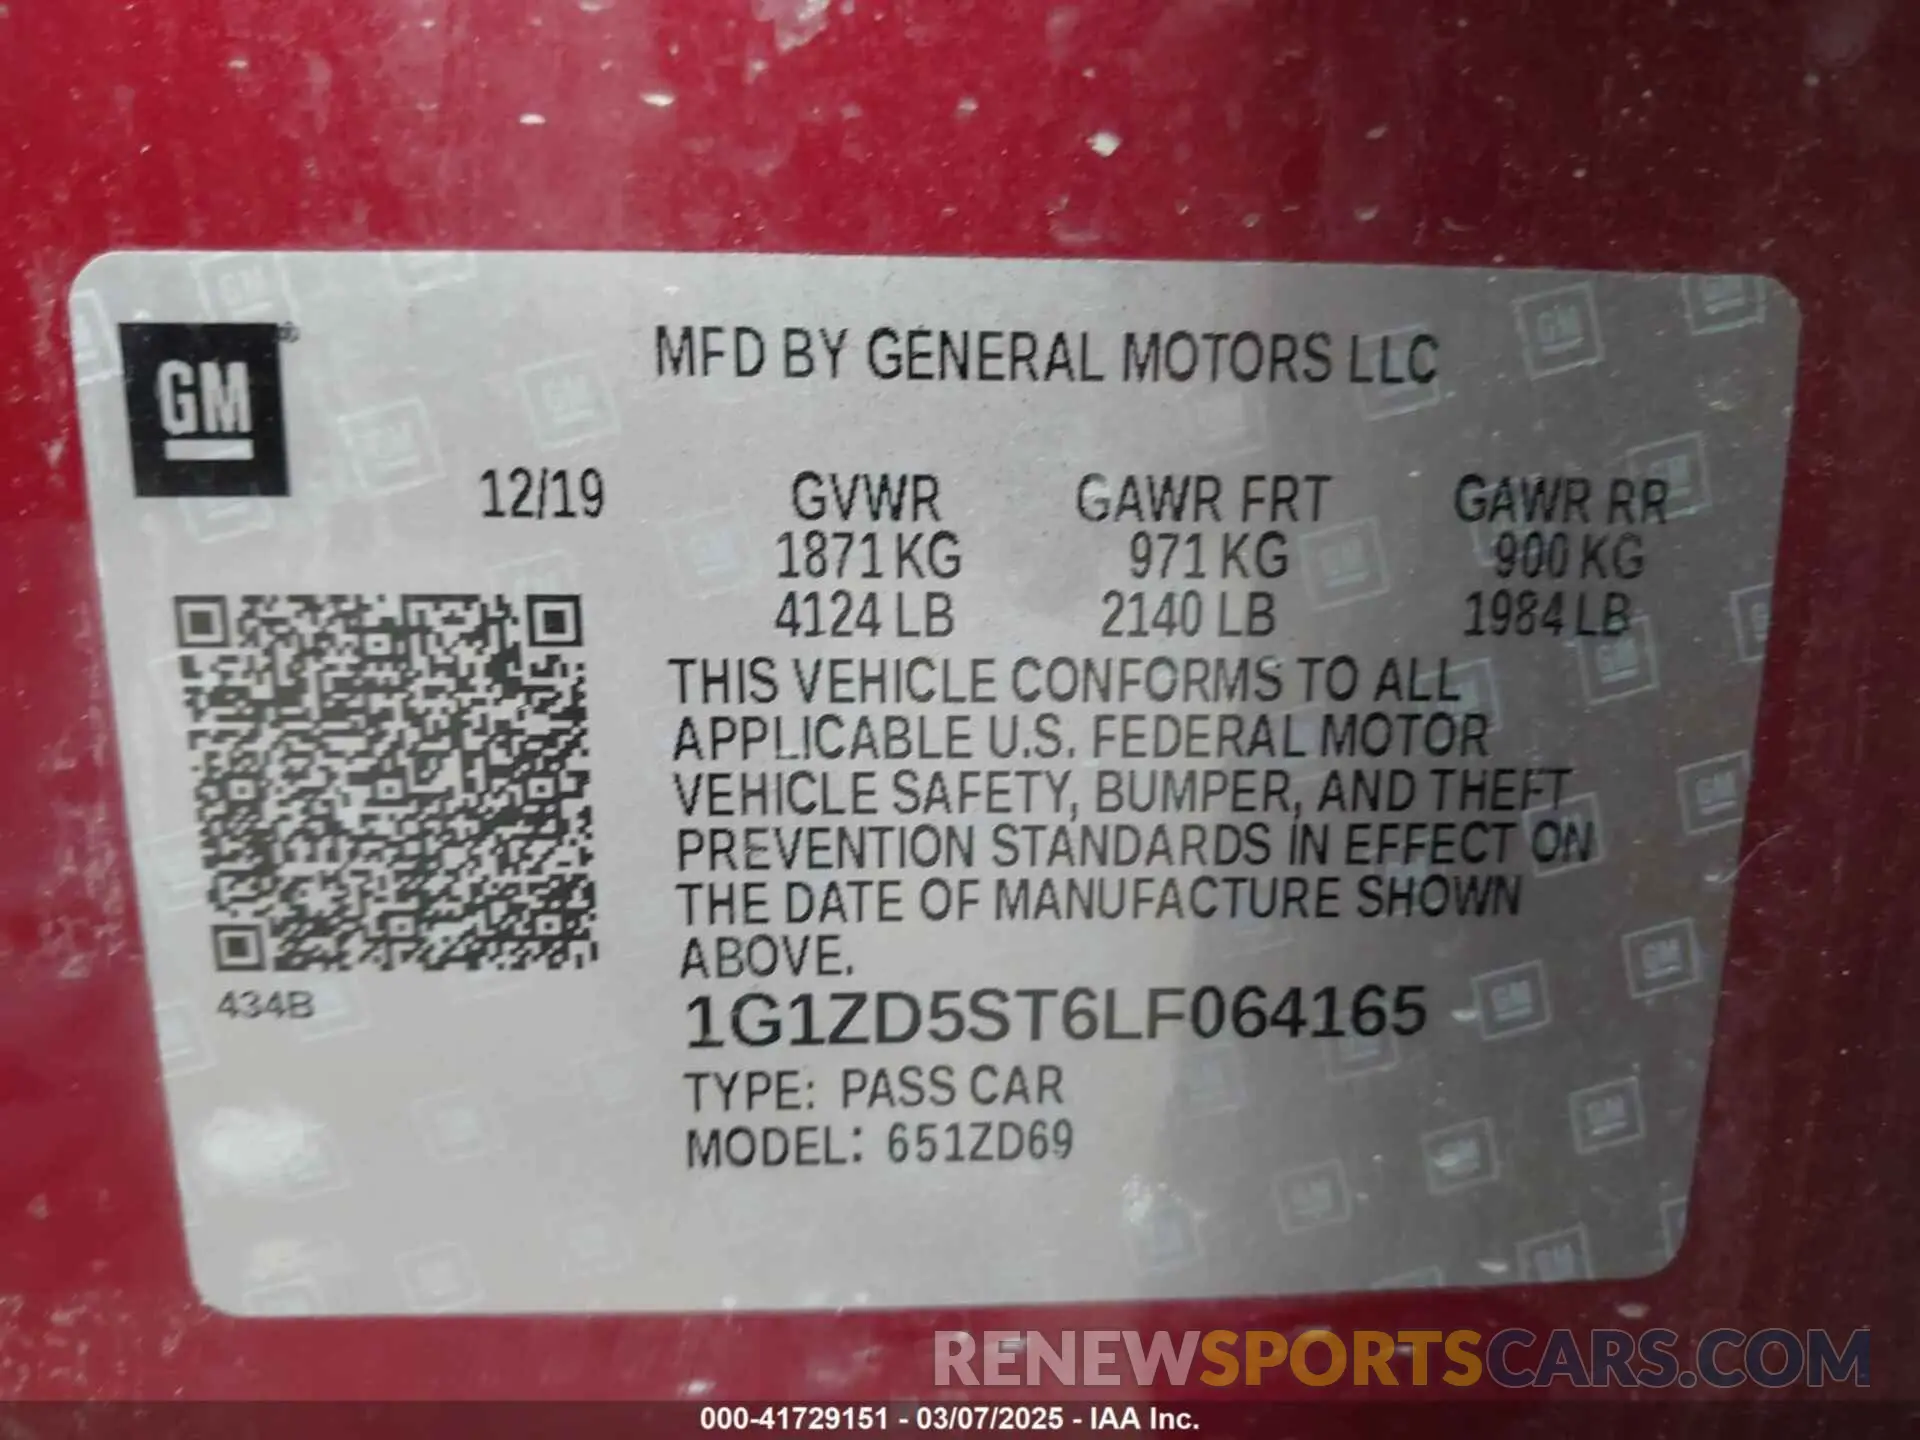 MFD BY GENERAL MOTORS LLC
GM
12/19
GVWR GAWR FRT GAWR RR
1871 KG 971 KG 900 KG
4124 LB 2140 LB 1984 LB
THIS VEHICLE CONFORMS TO ALL
APPLICABLE U.S. FEDERAL MOTOR
VEHICLE SAFETY, BUMPER, AND THEFT
PREVENTION STANDARDS IN EFFECT ON
THE DATE OF MANUFACTURE SHOWN
ABOVE.
434B
1G1ZD5ST6LF064165
TYPE: PASS CAR
MODEL: 651ZD69
RENEWSPORTSCARS.COM
000-41729151 - 03/07/2025 - IAA Inc.